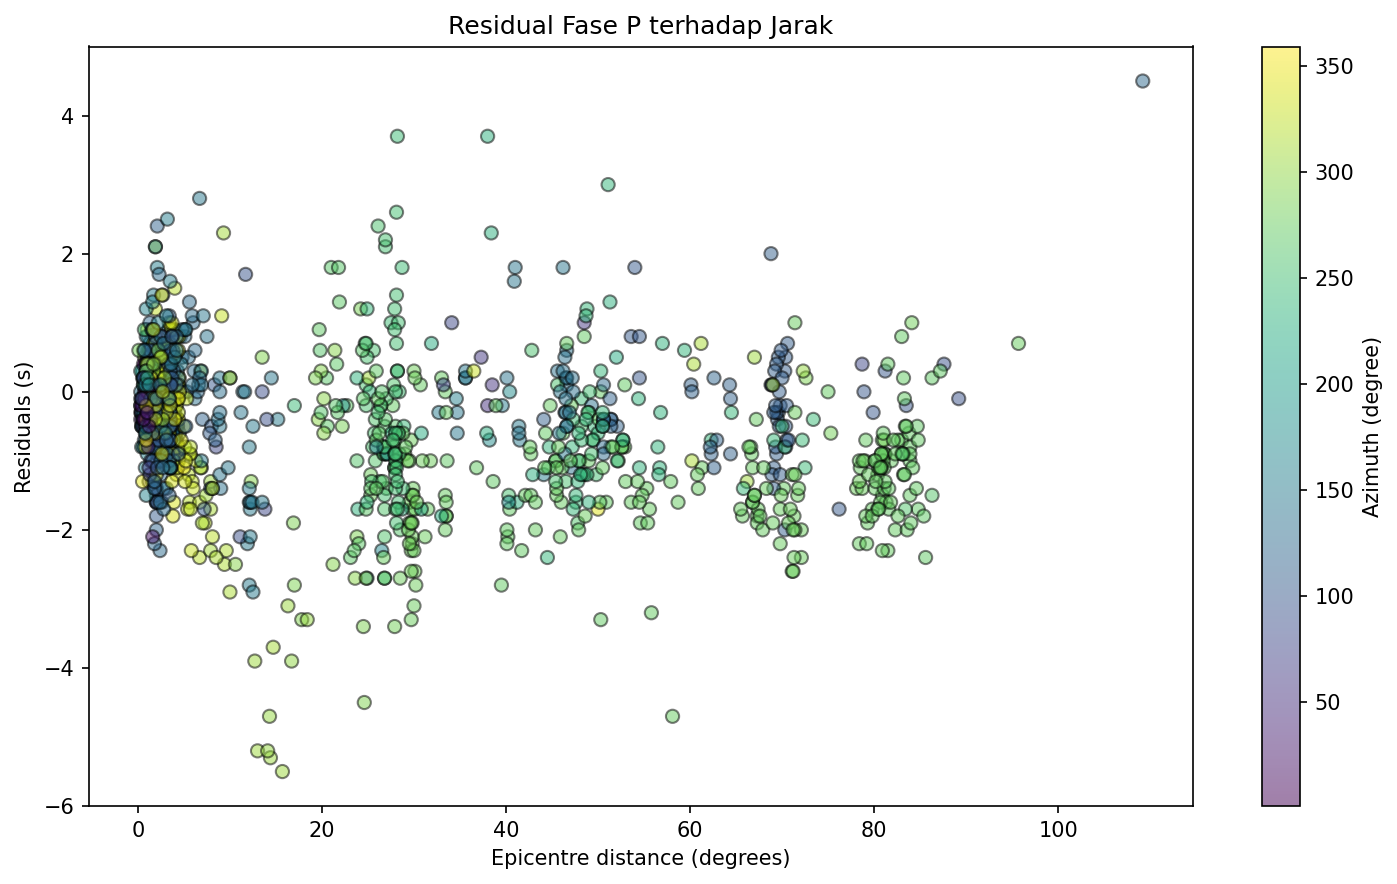 Residual Fase P terhadap Jarak
Residuals (s)
4
2
0
−2
−4
−6
0 20 40 60 80 100
Epicentre distance (degrees)
350
300
250
200
150
100
50
Azimuth (degree)